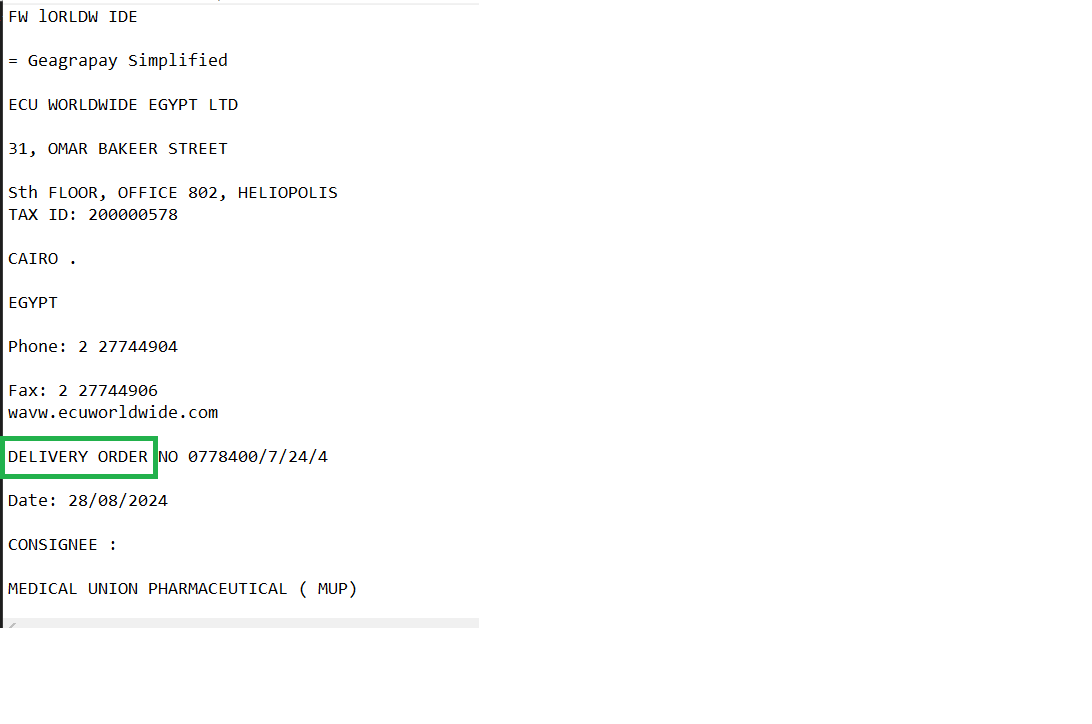 FW lORLDW IDE
= Geagrapay Simplified
ECU WORLDWIDE EGYPT LTD
31, OMAR BAKEER STREET
Sth FLOOR, OFFICE 802, HELIOPOLIS
TAX ID: 200000578
CAIRO .
EGYPT
Phone: 2 27744904
Fax: 2 27744906
wavw.ecuworldwide.com
DELIVERY ORDER NO 0778400/7/24/4
Date: 28/08/2024
CONSIGNEE :
MEDICAL UNION PHARMACEUTICAL ( MUP)